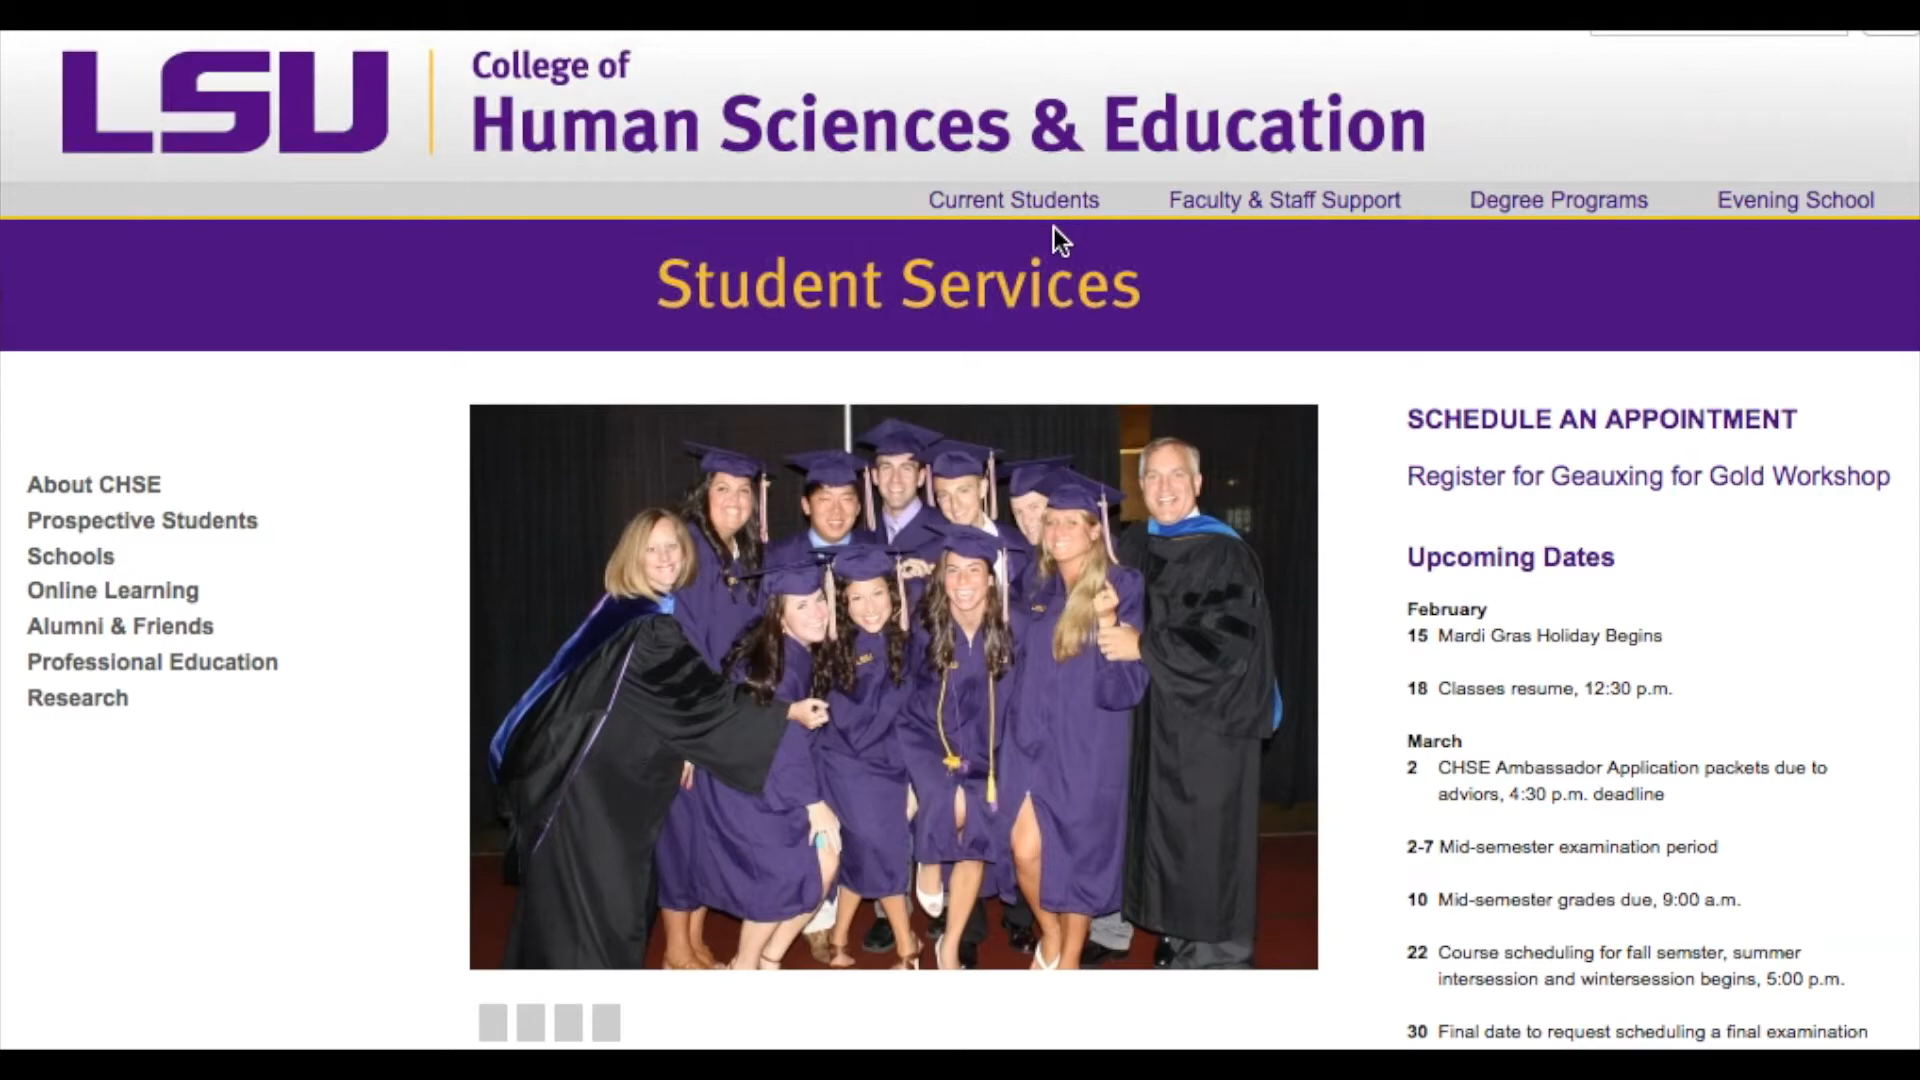 LSU
College of
Human Sciences & Education
Current Students Faculty & Staff Support Degree Programs Evening School
Student Services
About CHSE
Prospective Students
Schools
Online Learning
Alumni & Friends
Professional Education
Research
SCHEDULE AN APPOINTMENT
Register for Geauxing for Gold Workshop
Upcoming Dates
February
15 Mardi Gras Holiday Begins
18 Classes resume, 12:30 p.m.
March
2 CHSE Ambassador Application packets due to
adviors, 4:30 p.m. deadline
2-7 Mid-semester examination period
10 Mid-semester grades due, 9:00 a.m.
22 Course scheduling for fall semster, summer
intersession and wintersession begins, 5:00 p.m.
30 Final date to request scheduling a final examination